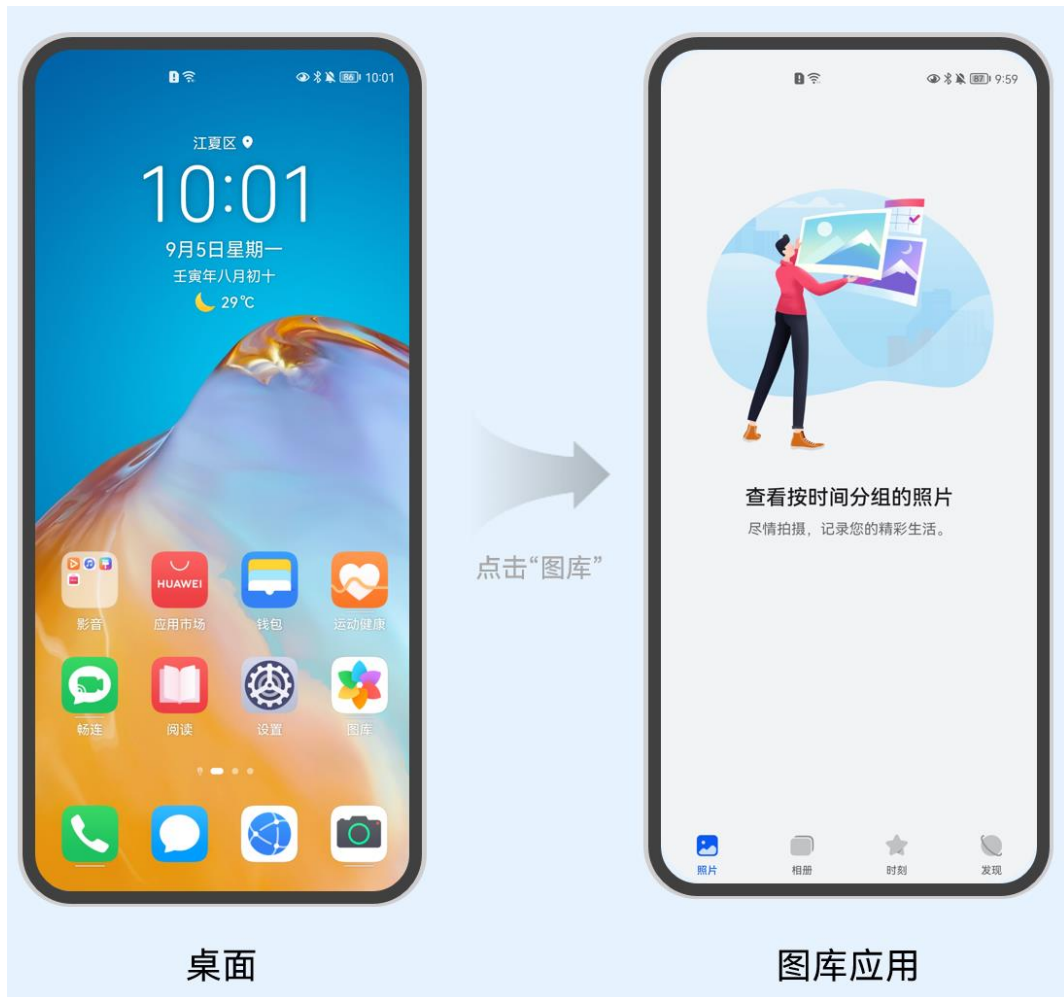 86 10:01
江夏区
10:01
9月5日星期一
壬寅年八月初十
29℃
HUAWEI
影音
应用市场
钱包
运动健康
畅连
阅读
设置
图库
桌面
点击“图库”
87 9:59
查看按时间分组的照片
尽情拍摄，记录您的精彩生活。
照片
相册
时刻
发现
图库应用